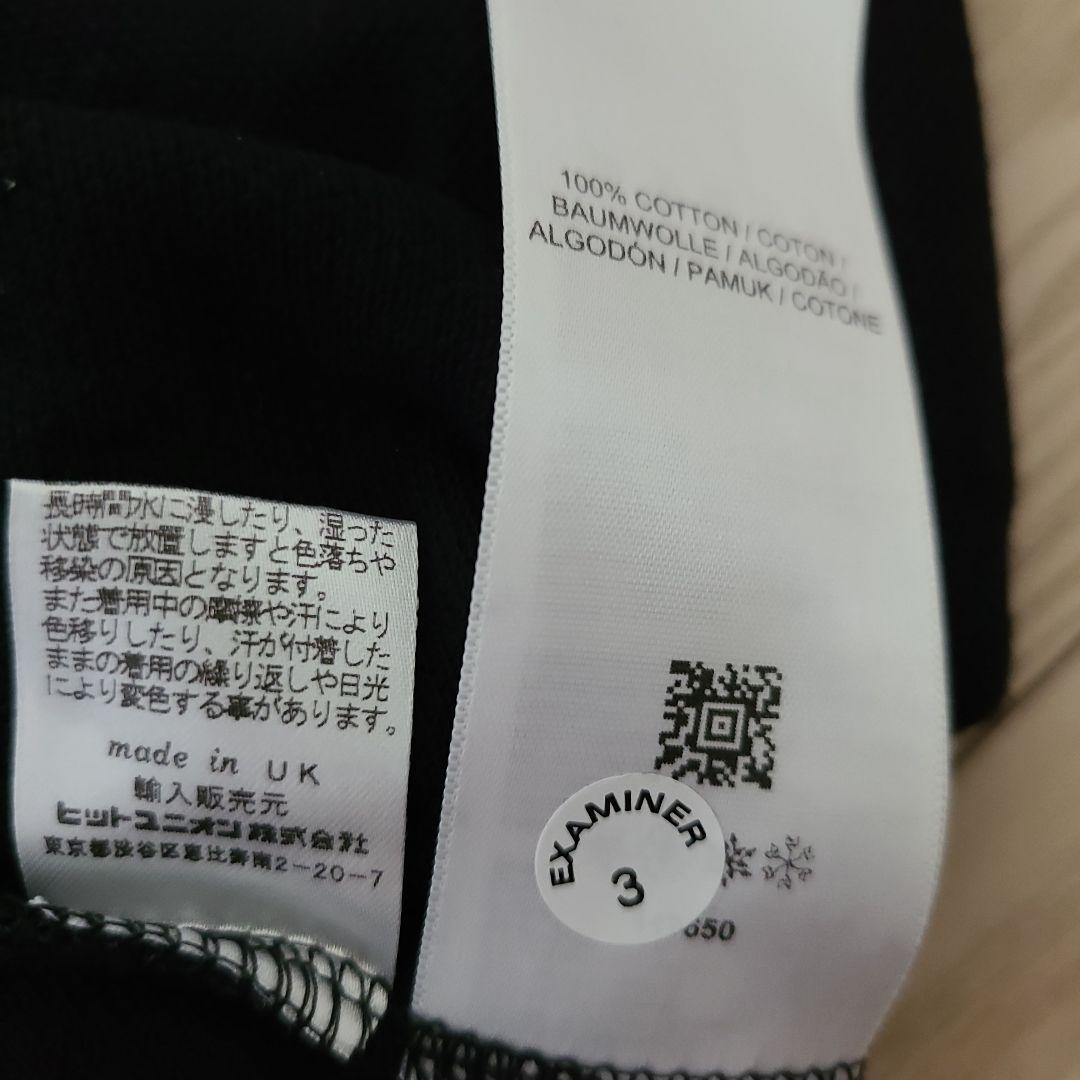 100% COTTON / COTON /
BAUMWOLLE / ALGODÃO /
ALGODÓN / PAMUK / COTONE
長時間水に浸したり、湿った
状態で放置しますと色落ちや
移染の原因となります。
また着用中の摩擦や汗により
色移りしたり、汗が付着した
ままの着用の繰り返しや日光
により変色する事があります。
made in UK
輸入販売元
ヒットユニオン株式会社
東京都渋谷区恵比寿南2-20-7
EXAMINER
3
650